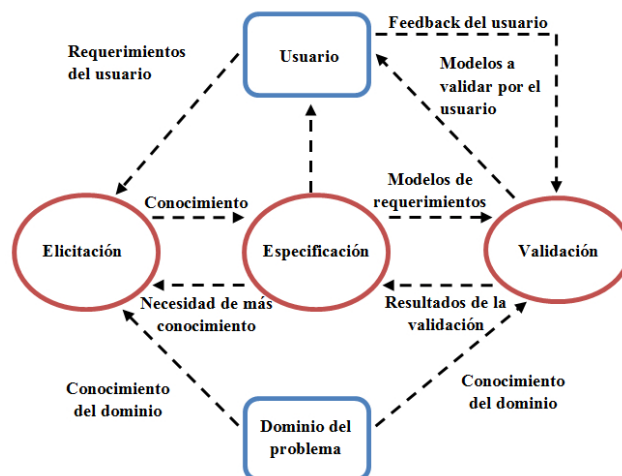 Feedback del usuario
Requerimientos
del usuario
Usuario
Modelos a
validar por el
usuario
Conocimiento
Modelos de
requerimientos
Elicitación
Especificación
Validación
Necesidad de más
conocimiento
Resultados de la
validación
Conocimiento
del dominio
Conocimiento
del dominio
Dominio del
problema